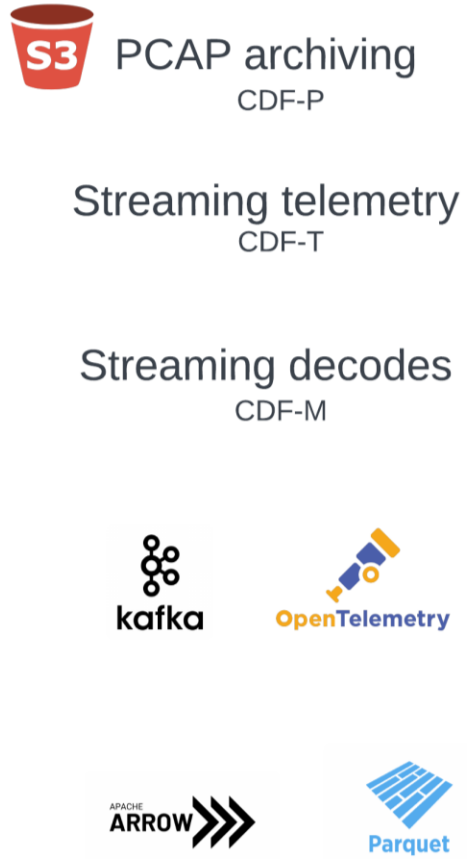 S3
PCAP archiving
CDF-P
Streaming telemetry
CDF-T
Streaming decodes
CDF-M
kafka
OpenTelemetry
APACHE
ARROW
Parquet